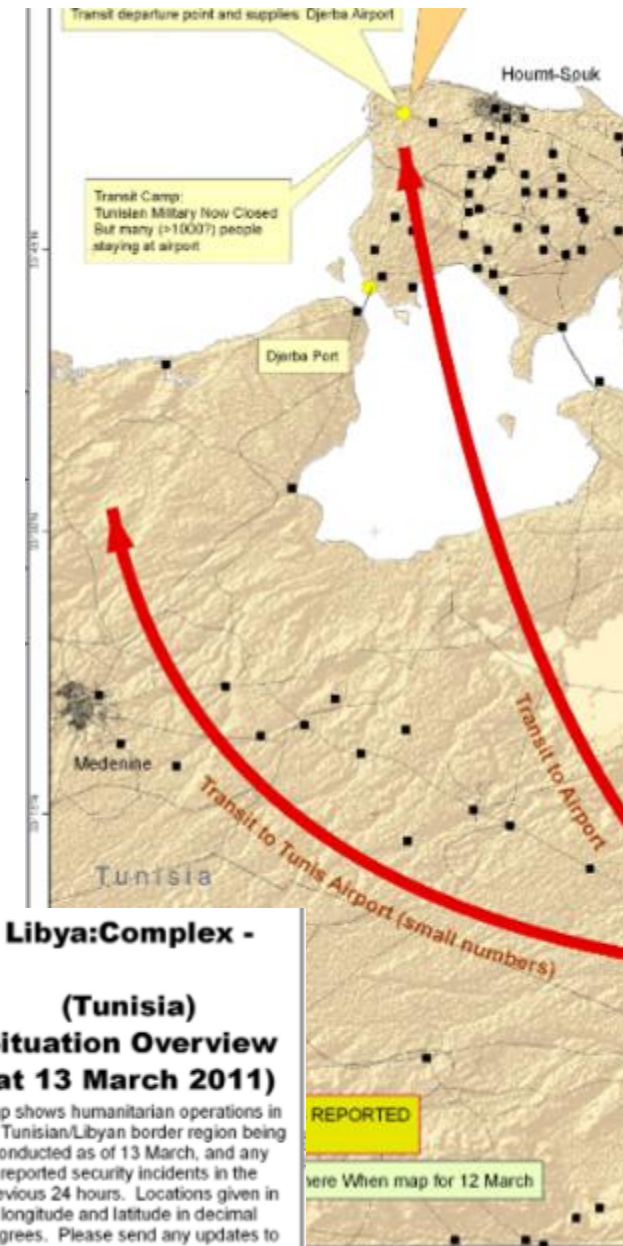 Transit departure point and supplies: Djerba Airport
Houmt-Souk
Transit Camp:
Tunisian Military Now Closed
But many (>1000?) people
staying at airport
Djerba Port
Transit to Airport
Medenine
Transit to Tunis Airport (small numbers)
Tunisia
Libya:Complex -
(Tunisia)
ituation Overview
at 13 March 2011)
p shows humanitarian operations in
Tunisian/Libyan border region being
onducted as of 13 March, and any
reported security incidents in the
evious 24 hours. Locations given in
longitude and latitude in decimal
grees. Please send any updates to
REPORTED
here When map for 12 March